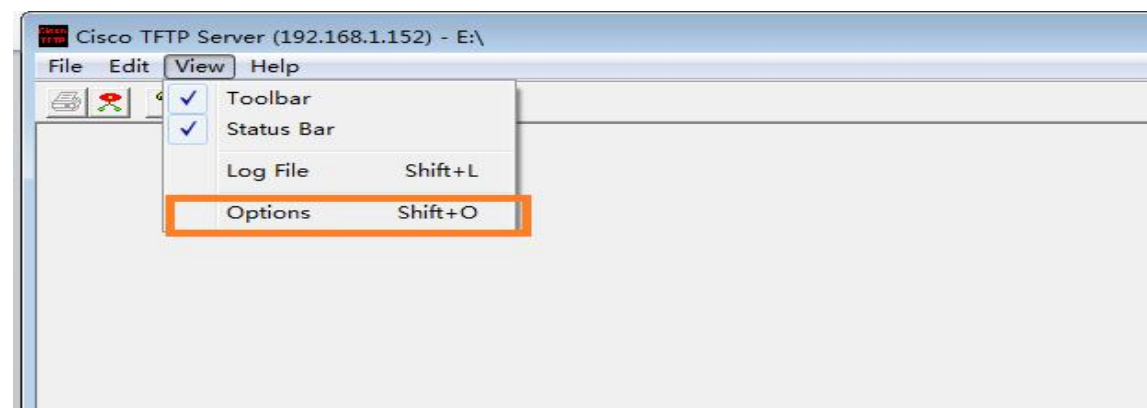 Cisco TFTP Server (192.168.1.152) - E:\
File Edit View Help
Toolbar
Status Bar
Log File Shift+L
Options Shift+O